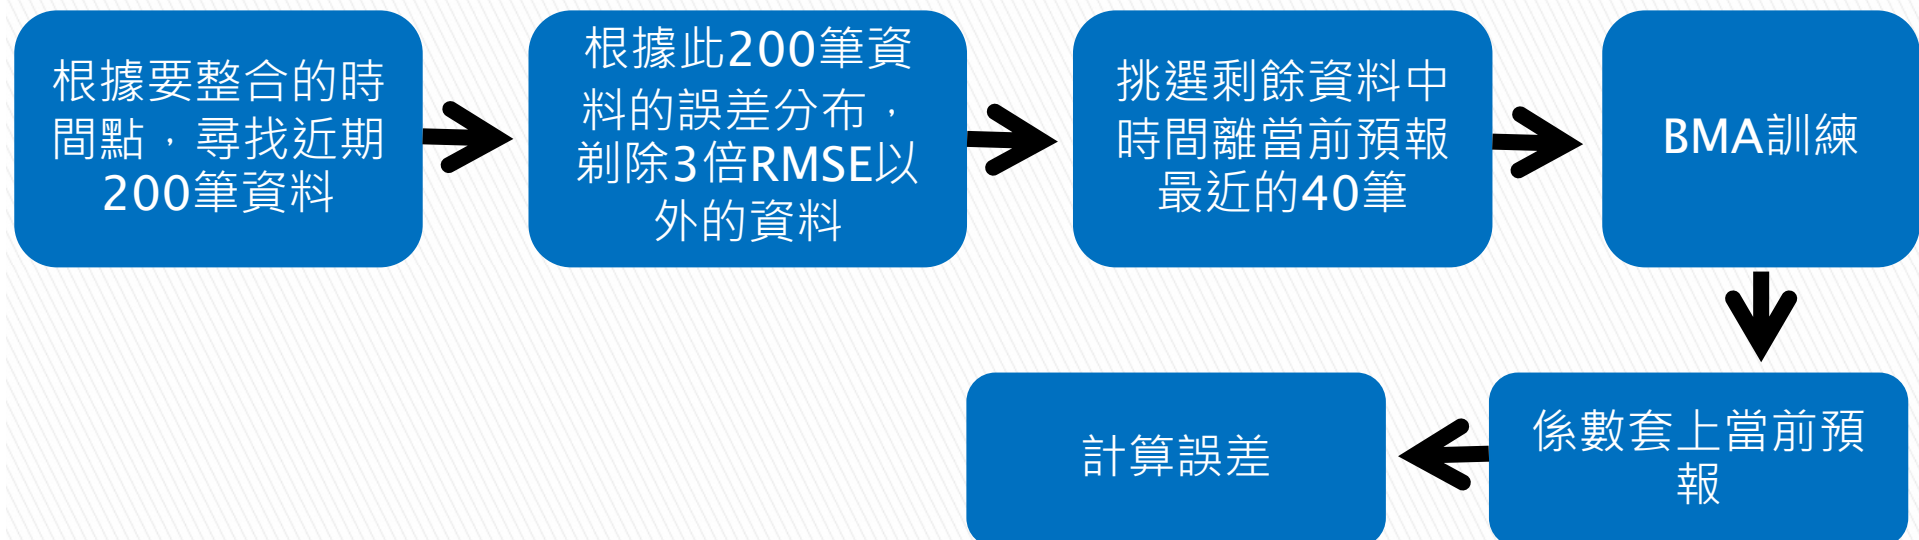 根據要整合的時
間點，尋找近期
200筆資料
根據此200筆資
料的誤差分布，
剔除3倍RMSE以
外的資料
挑選剩餘資料中
時間離當前預報
最近的40筆
BMA訓練
係數套上當前預
報
計算誤差